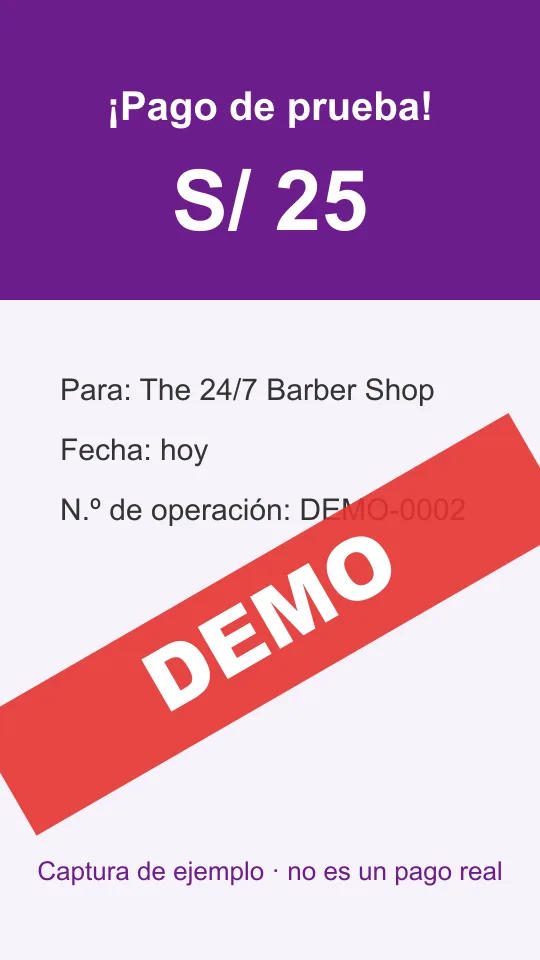 ¡Pago de prueba!
S/ 25
Para: The 24/7 Barber Shop
Fecha: hoy
N.º de operación: DEMO-0002
DEMO
Captura de ejemplo · no es un pago real